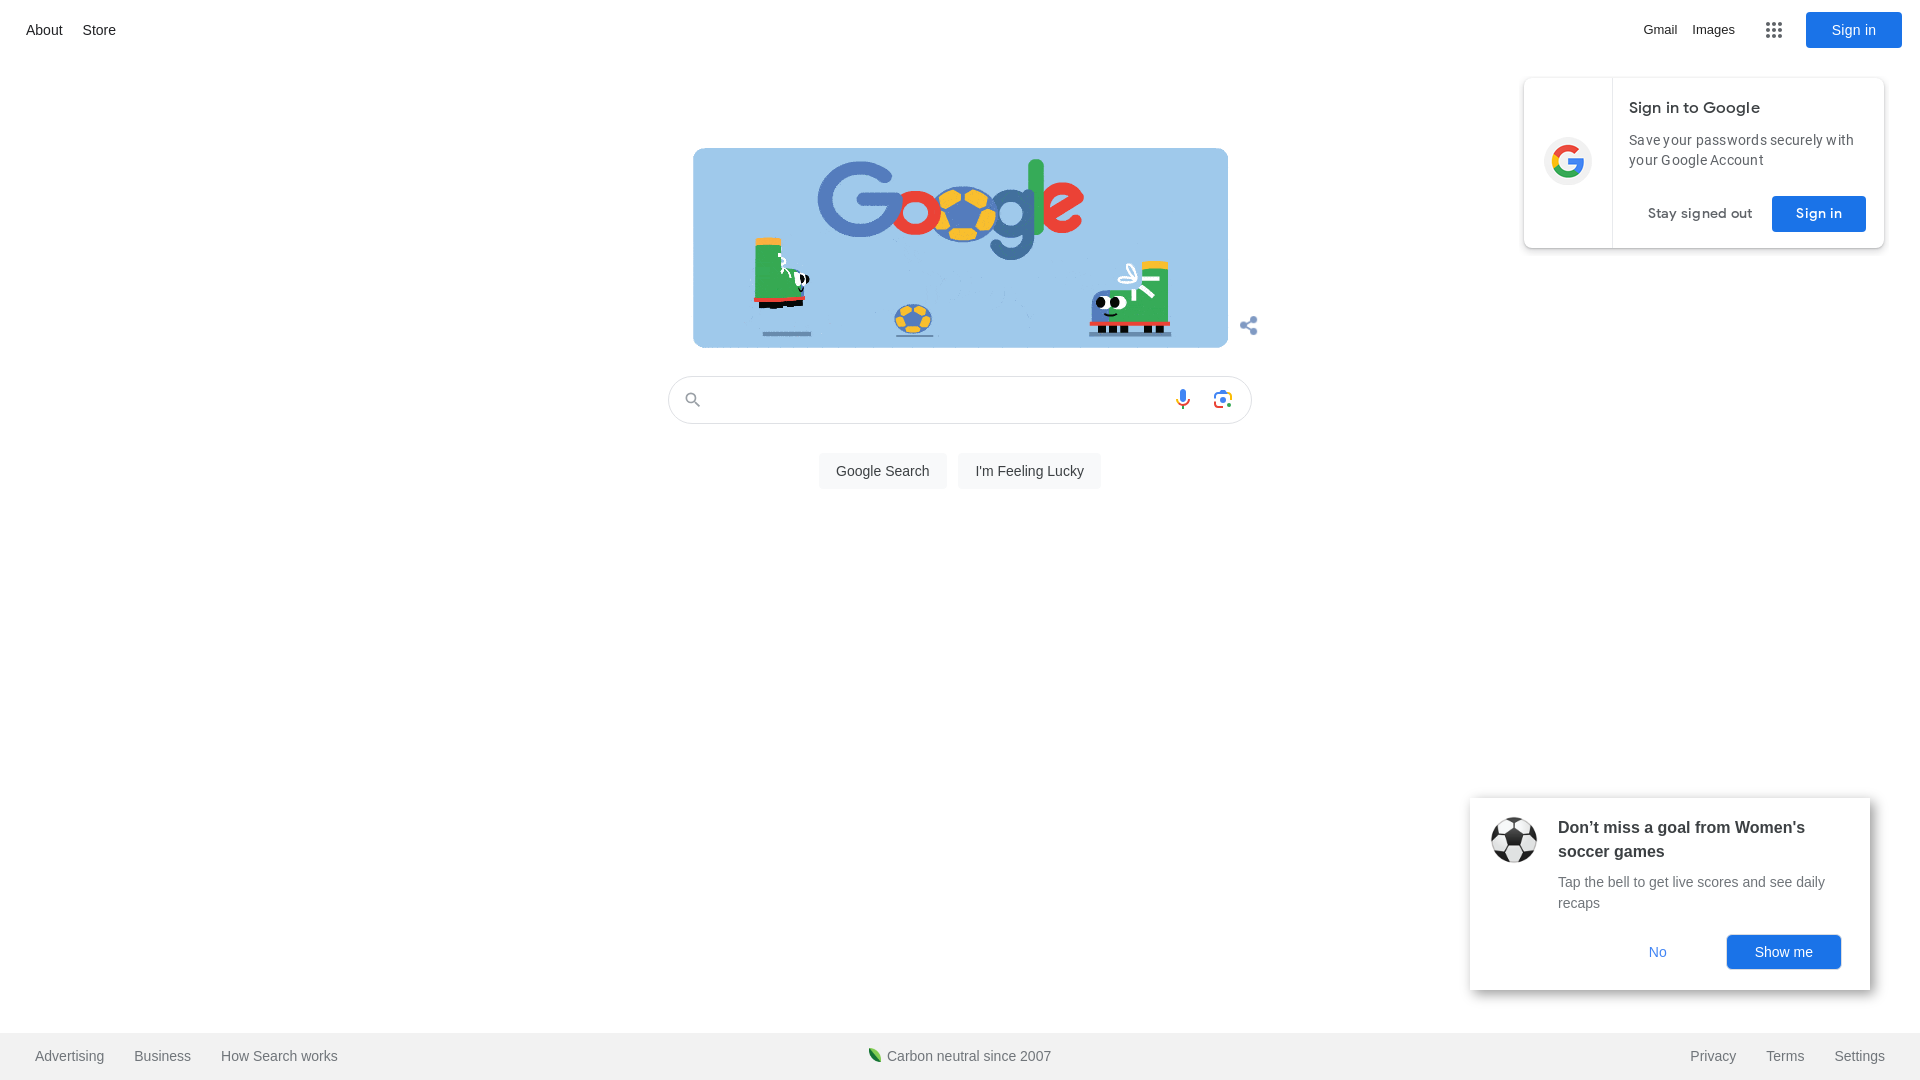 About Store
Gmail Images Sign in
Sign in to Google
Save your passwords securely with
your Google Account
Stay signed out Sign in
Google
Google Search I'm Feeling Lucky
Don’t miss a goal from Women's
soccer games
Tap the bell to get live scores and see daily
recaps
No Show me
Advertising Business How Search works Carbon neutral since 2007 Privacy Terms Settings